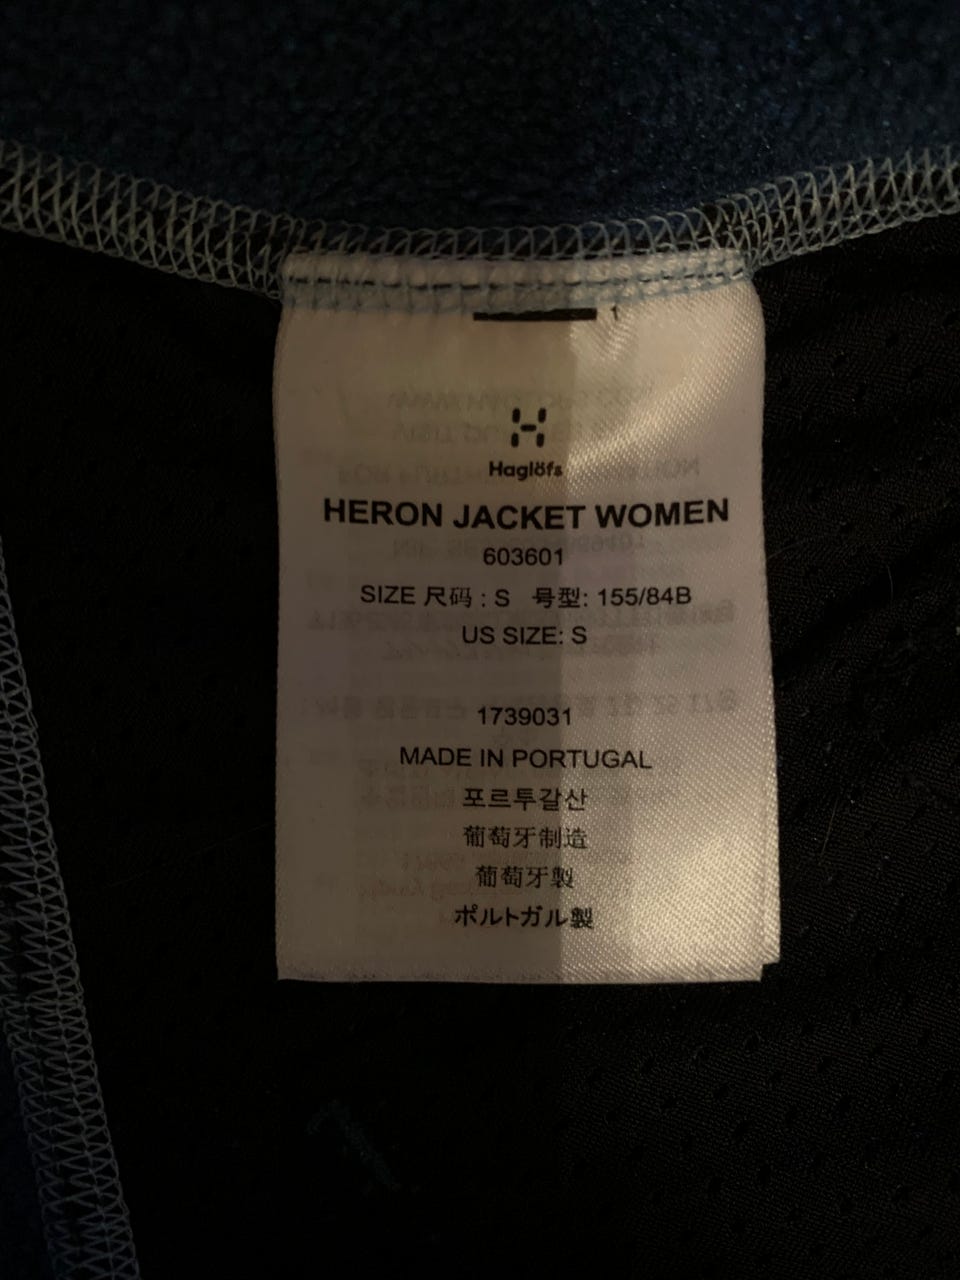 1
Haglöfs
HERON JACKET WOMEN
603601
SIZE 尺码 : S 号型: 155/84B
US SIZE: S
1739031
MADE IN PORTUGAL
포르투갈산
葡萄牙制造
葡萄牙製
ポルトガル製